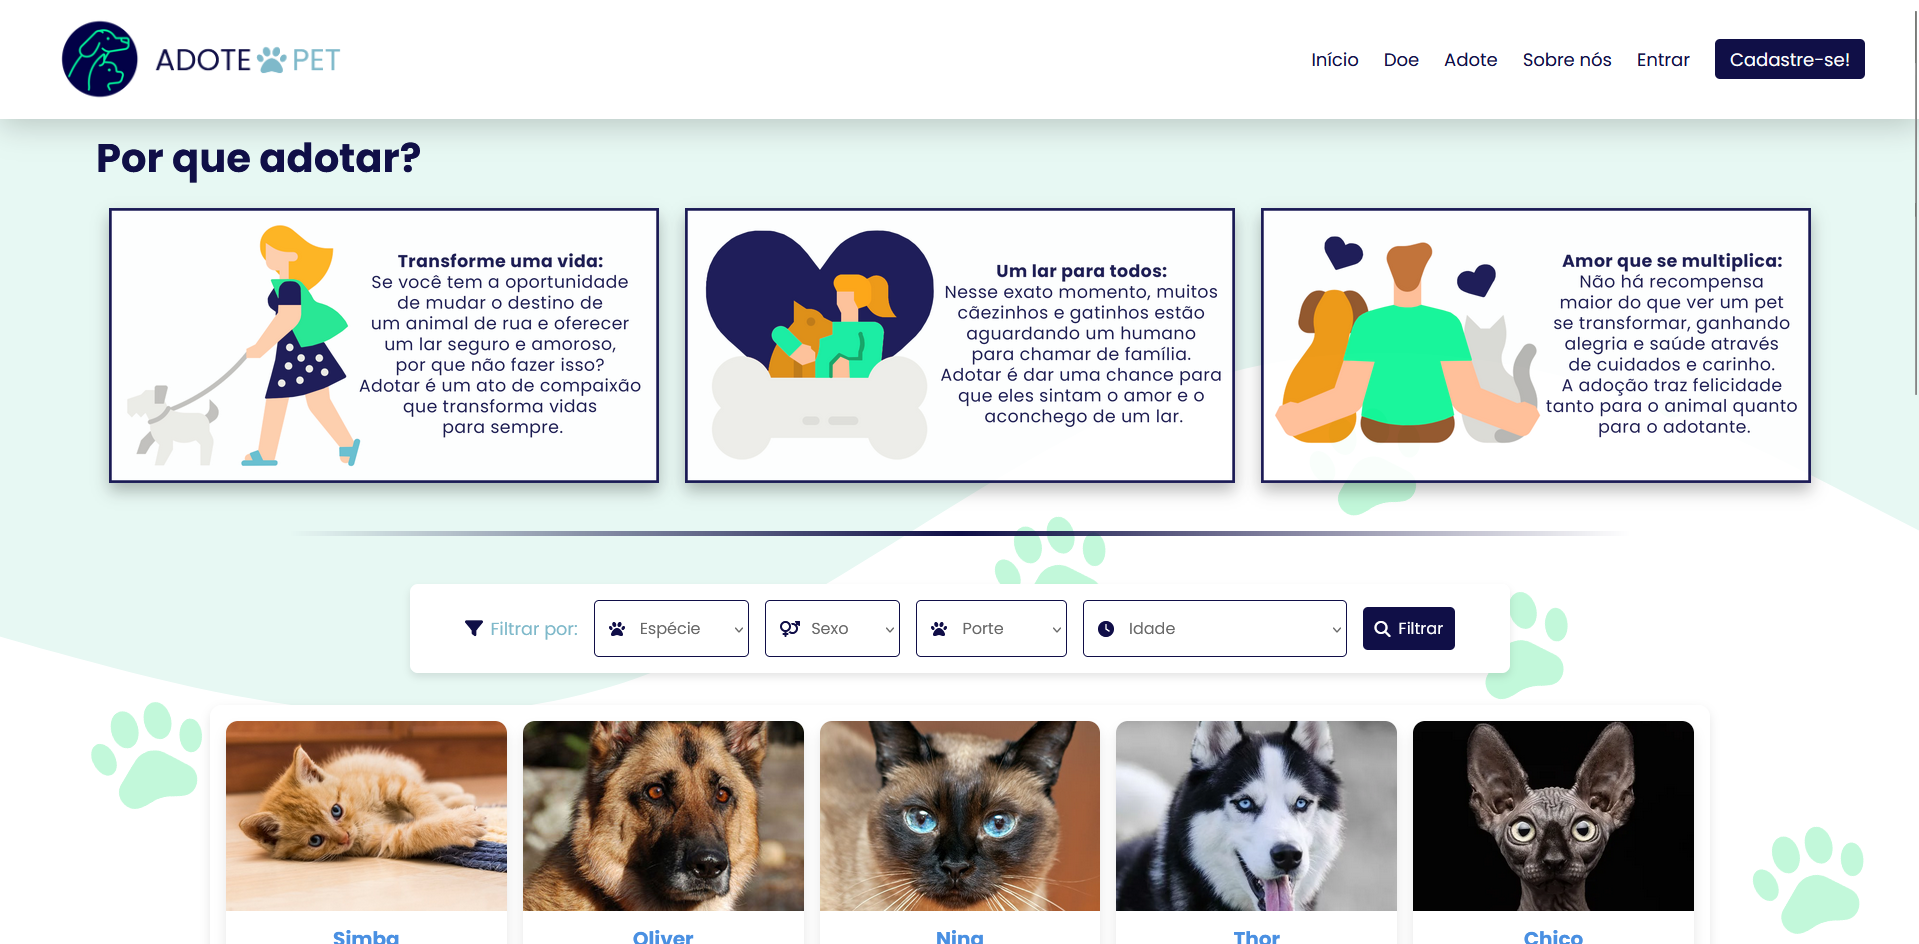 ADOTE PET
Início Doe Adote Sobre nós Entrar Cadastre-se!
Por que adotar?
Transforme uma vida:
Se você tem a oportunidade
de mudar o destino de
um animal de rua e oferecer
um lar seguro e amoroso,
por que não fazer isso?
Adotar é um ato de compaixão
que transforma vidas
para sempre.
Um lar para todos:
Nesse exato momento, muitos
cãezinhos e gatinhos estão
aguardando um humano
para chamar de família.
Adotar é dar uma chance para
que eles sintam o amor e o
aconchego de um lar.
Amor que se multiplica:
Não há recompensa
maior do que ver um pet
se transformar, ganhando
alegria e saúde através
de cuidados e carinho.
A adoção traz felicidade
tanto para o animal quanto
para o adotante.
Filtrar por: Espécie Sexo Porte Idade Filtrar
Simba Oliver Nina Thor Chico